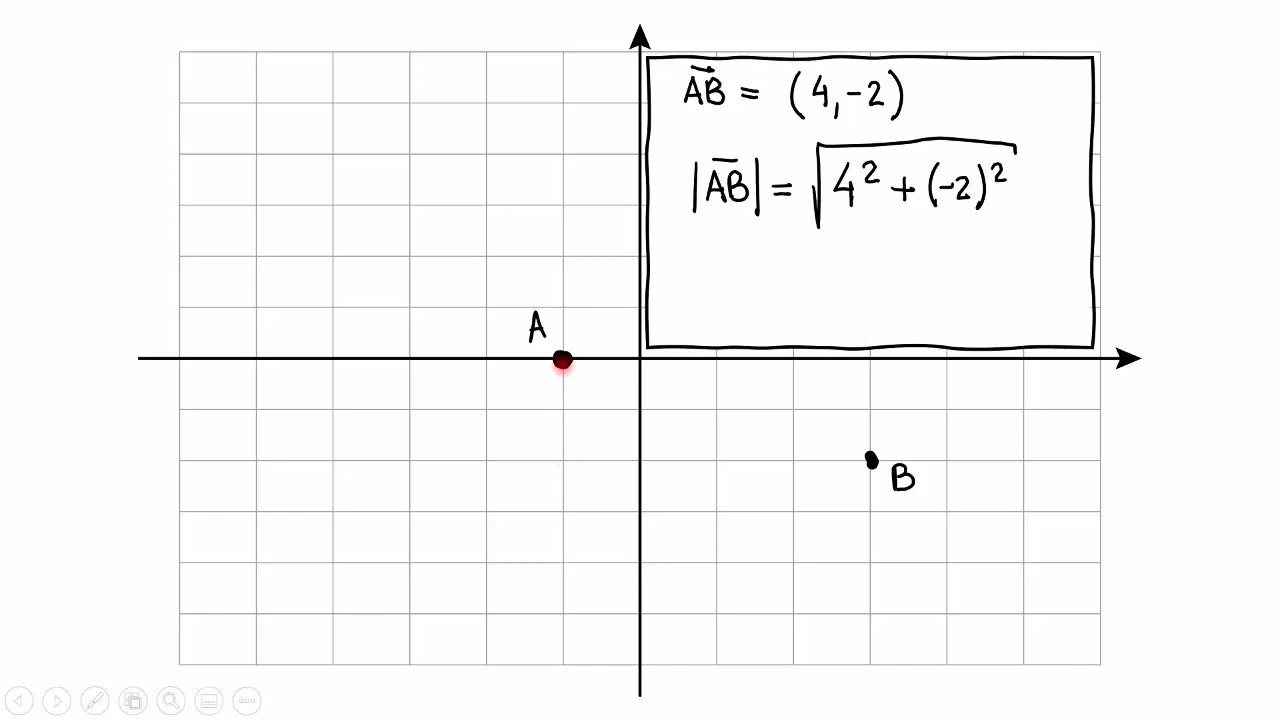 AB⃗ = (4, -2)
|AB̅| = √(4² + (-2)²)
A
B